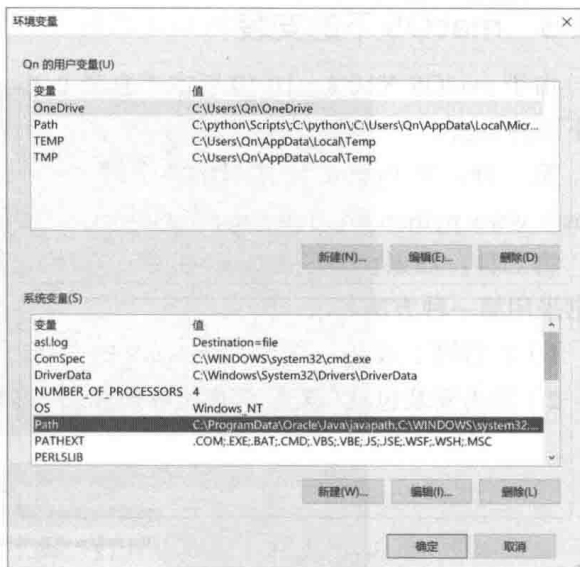 环境变量
Qn 的用户变量(U)
变量 值
OneDrive C:\Users\Qn\OneDrive
Path C:\python\Scripts\;C:\python\;C:\Users\Qn\AppData\Local\Micr...
TEMP C:\Users\Qn\AppData\Local\Temp
TMP C:\Users\Qn\AppData\Local\Temp
新建(N)... 编辑(E)... 删除(D)
系统变量(S)
变量 值
asl.log Destination=file
ComSpec C:\WINDOWS\system32\cmd.exe
DriverData C:\Windows\System32\Drivers\DriverData
NUMBER_OF_PROCESSORS 4
OS Windows_NT
Path C:\ProgramData\Oracle\Java\javapath;C:\WINDOWS\system32...
PATHEXT .COM;.EXE;.BAT;.CMD;.VBS;.VBE;.JS;.JSE;.WSF;.WSH;.MSC
PERL5LIB
新建(W)... 编辑(I)... 删除(L)
确定 取消